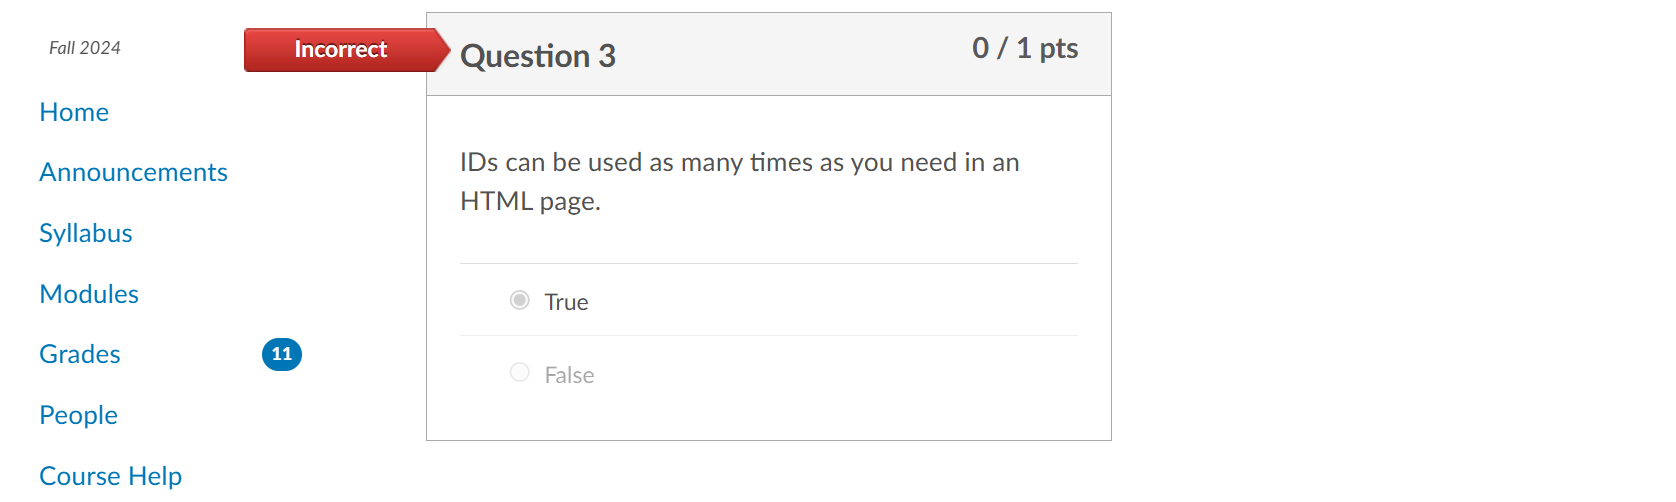 Fall 2024
Home
Announcements
Syllabus
Modules
Grades 11
People
Course Help
Incorrect
Question 3
0 / 1 pts
IDs can be used as many times as you need in an
HTML page.
True
False